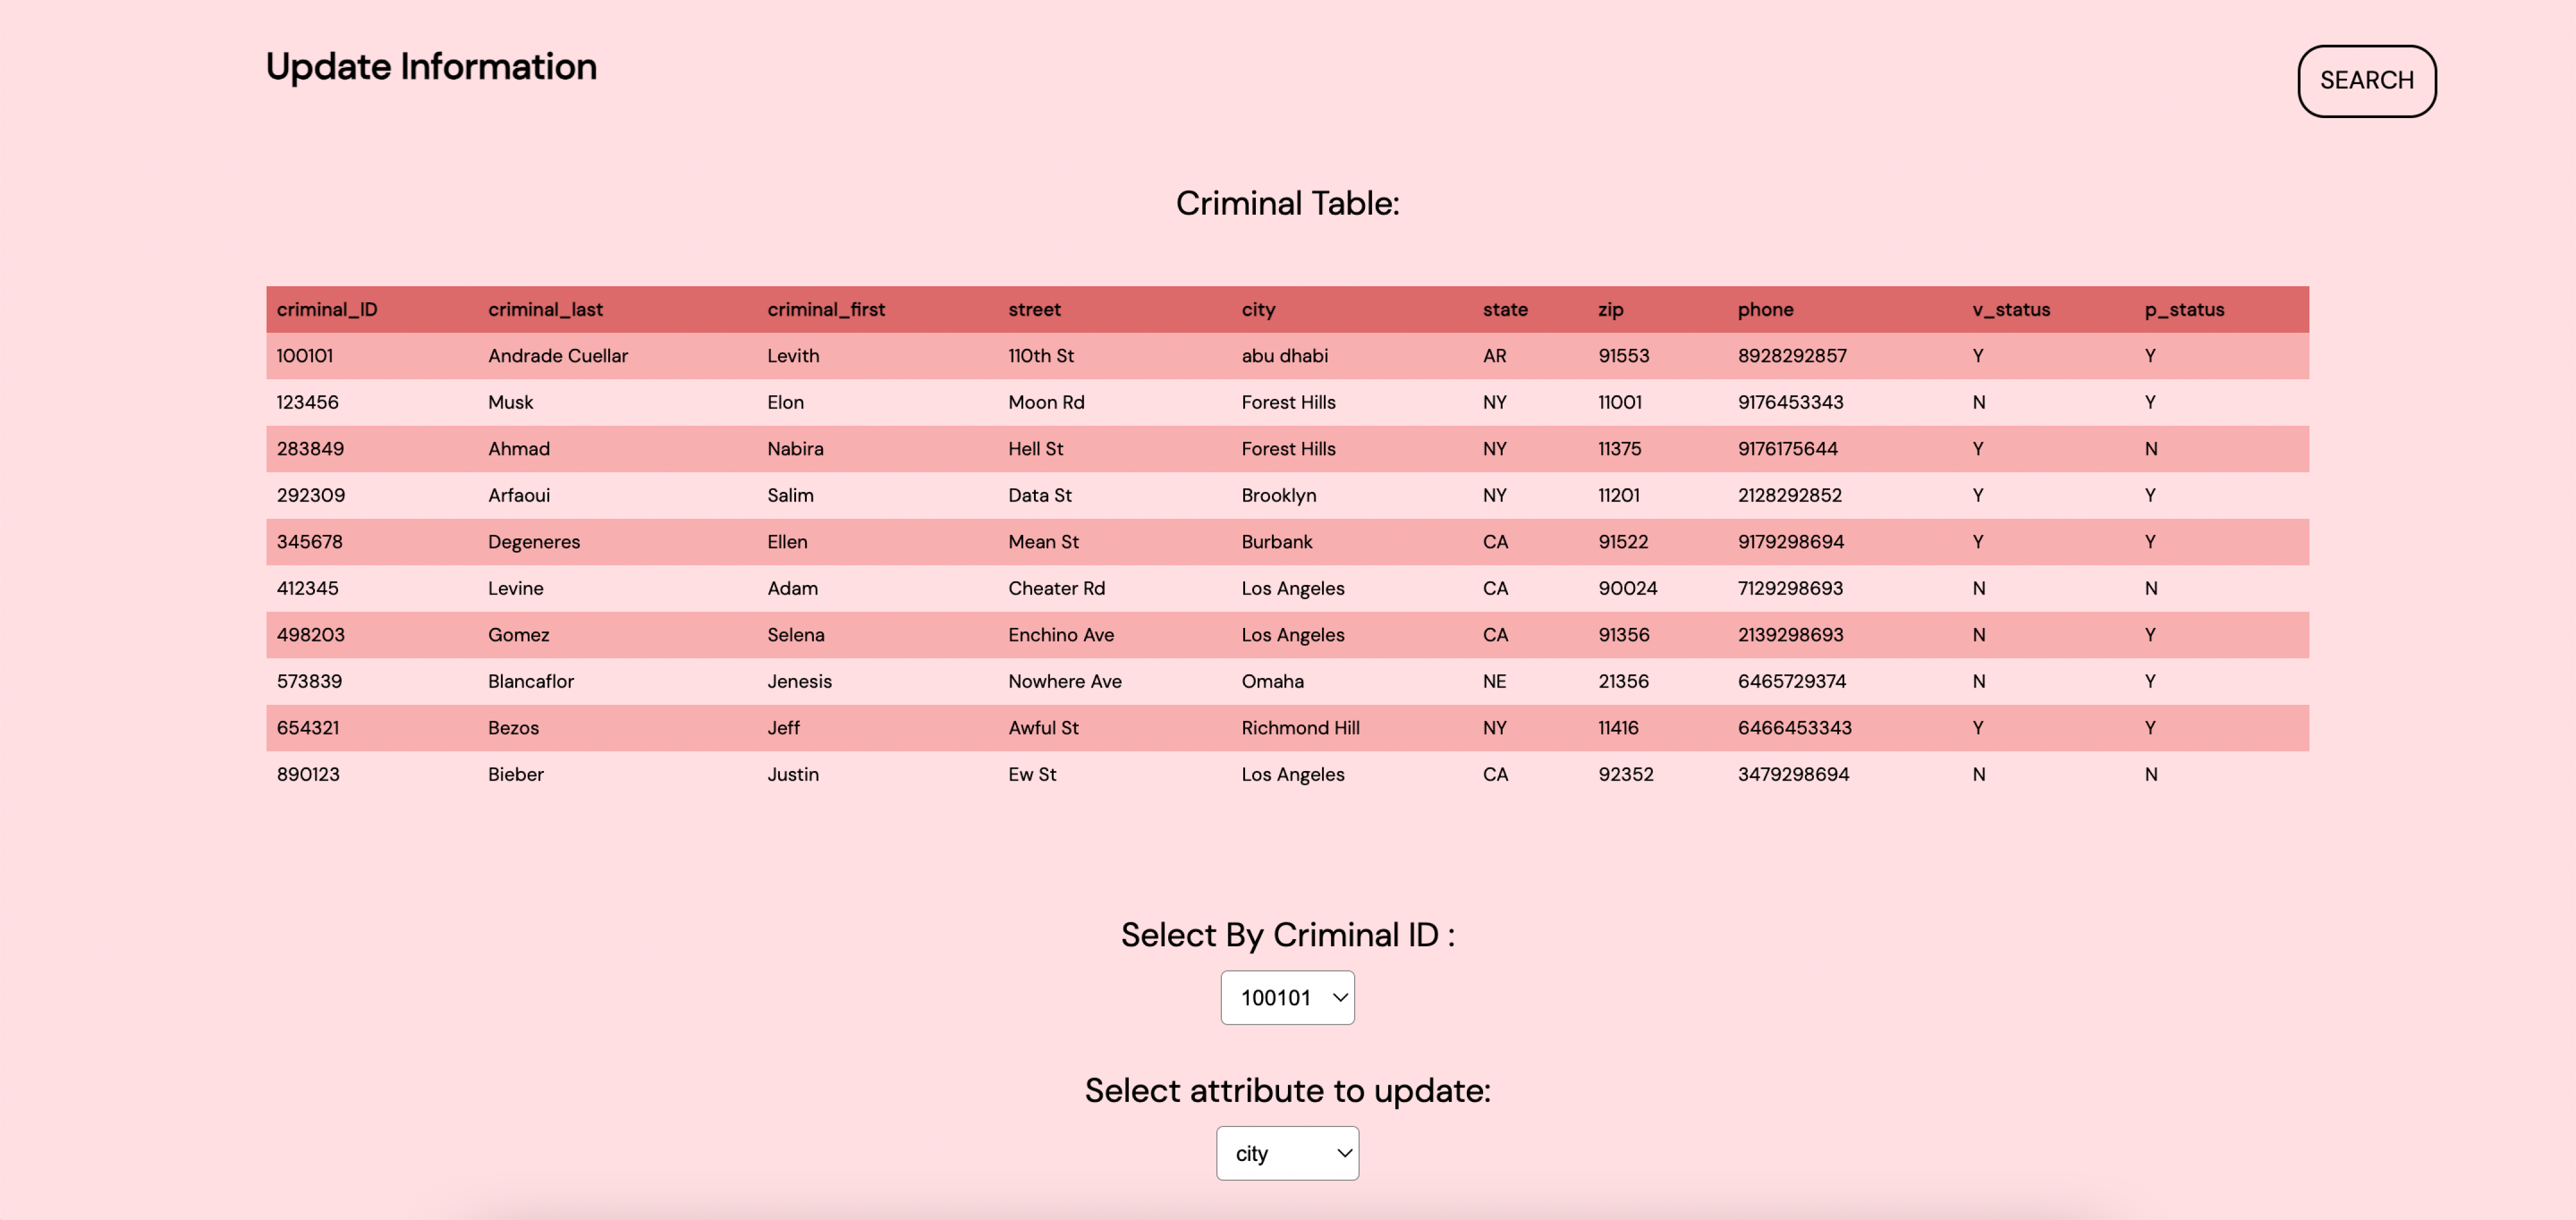 Update Information
SEARCH
Criminal Table:
criminal_ID criminal_last criminal_first street city state zip phone v_status p_status
100101 Andrade Cuellar Levith 110th St abu dhabi AR 91553 8928292857 Y Y
123456 Musk Elon Moon Rd Forest Hills NY 11001 9176453343 N Y
283849 Ahmad Nabira Hell St Forest Hills NY 11375 9176175644 Y N
292309 Arfaoui Salim Data St Brooklyn NY 11201 2128292852 Y Y
345678 Degeneres Ellen Mean St Burbank CA 91522 9179298694 Y Y
412345 Levine Adam Cheater Rd Los Angeles CA 90024 7129298693 N N
498203 Gomez Selena Enchino Ave Los Angeles CA 91356 2139298693 N Y
573839 Blancaflor Jenesis Nowhere Ave Omaha NE 21356 6465729374 N Y
654321 Bezos Jeff Awful St Richmond Hill NY 11416 6466453343 Y Y
890123 Bieber Justin Ew St Los Angeles CA 92352 3479298694 N N
Select By Criminal ID :
100101
Select attribute to update:
city